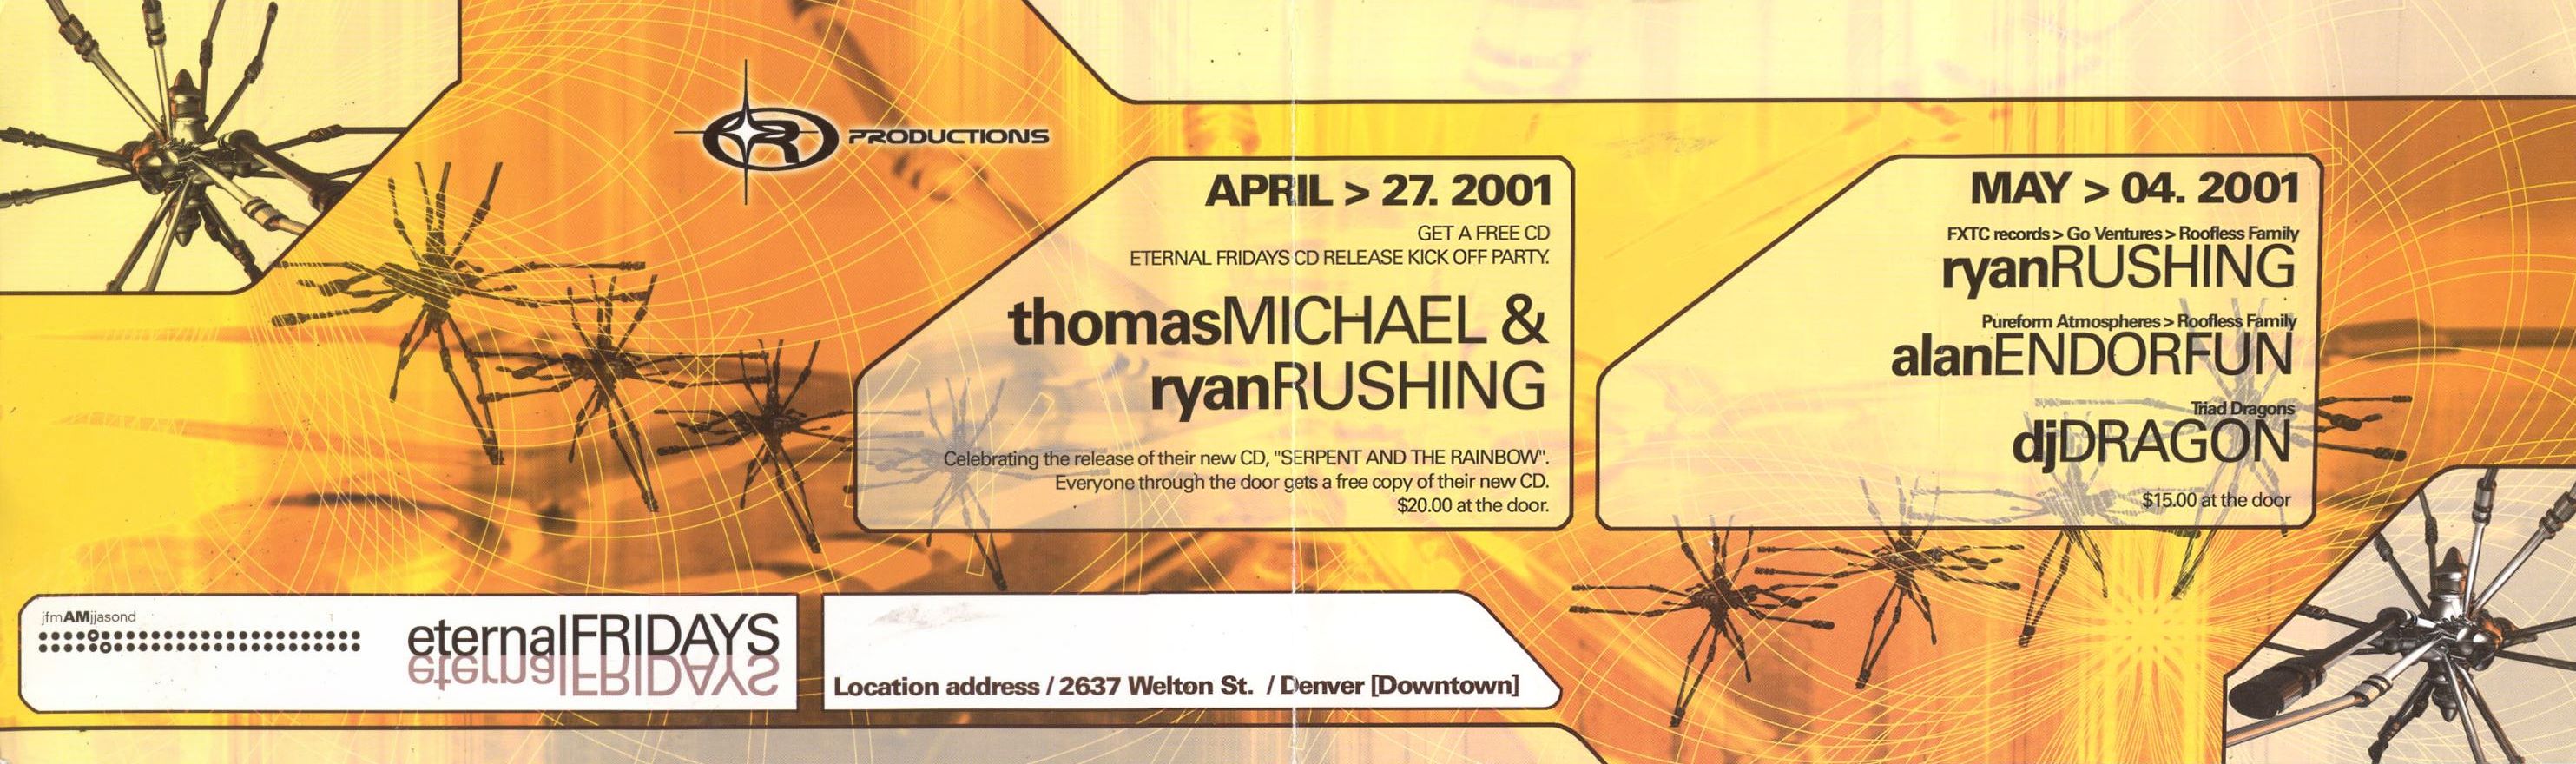 R PRODUCTIONS
APRIL > 27. 2001
GET A FREE CD
ETERNAL FRIDAYS CD RELEASE KICK OFF PARTY.
thomasMICHAEL &
ryanRUSHING
Celebrating the release of their new CD, "SERPENT AND THE RAINBOW".
Everyone through the door gets a free copy of their new CD.
$20.00 at the door.
MAY > 04. 2001
FXTC records > Go Ventures > Roofless Family
ryanRUSHING
Pureform Atmospheres > Roofless Family
alanENDORFUN
Triad Dragons
djDRAGON
$15.00 at the door
jfmAMjjasond
eternalFRIDAYS
eternalFRIDAYS
Location address / 2637 Welton St. / Denver [Downtown]